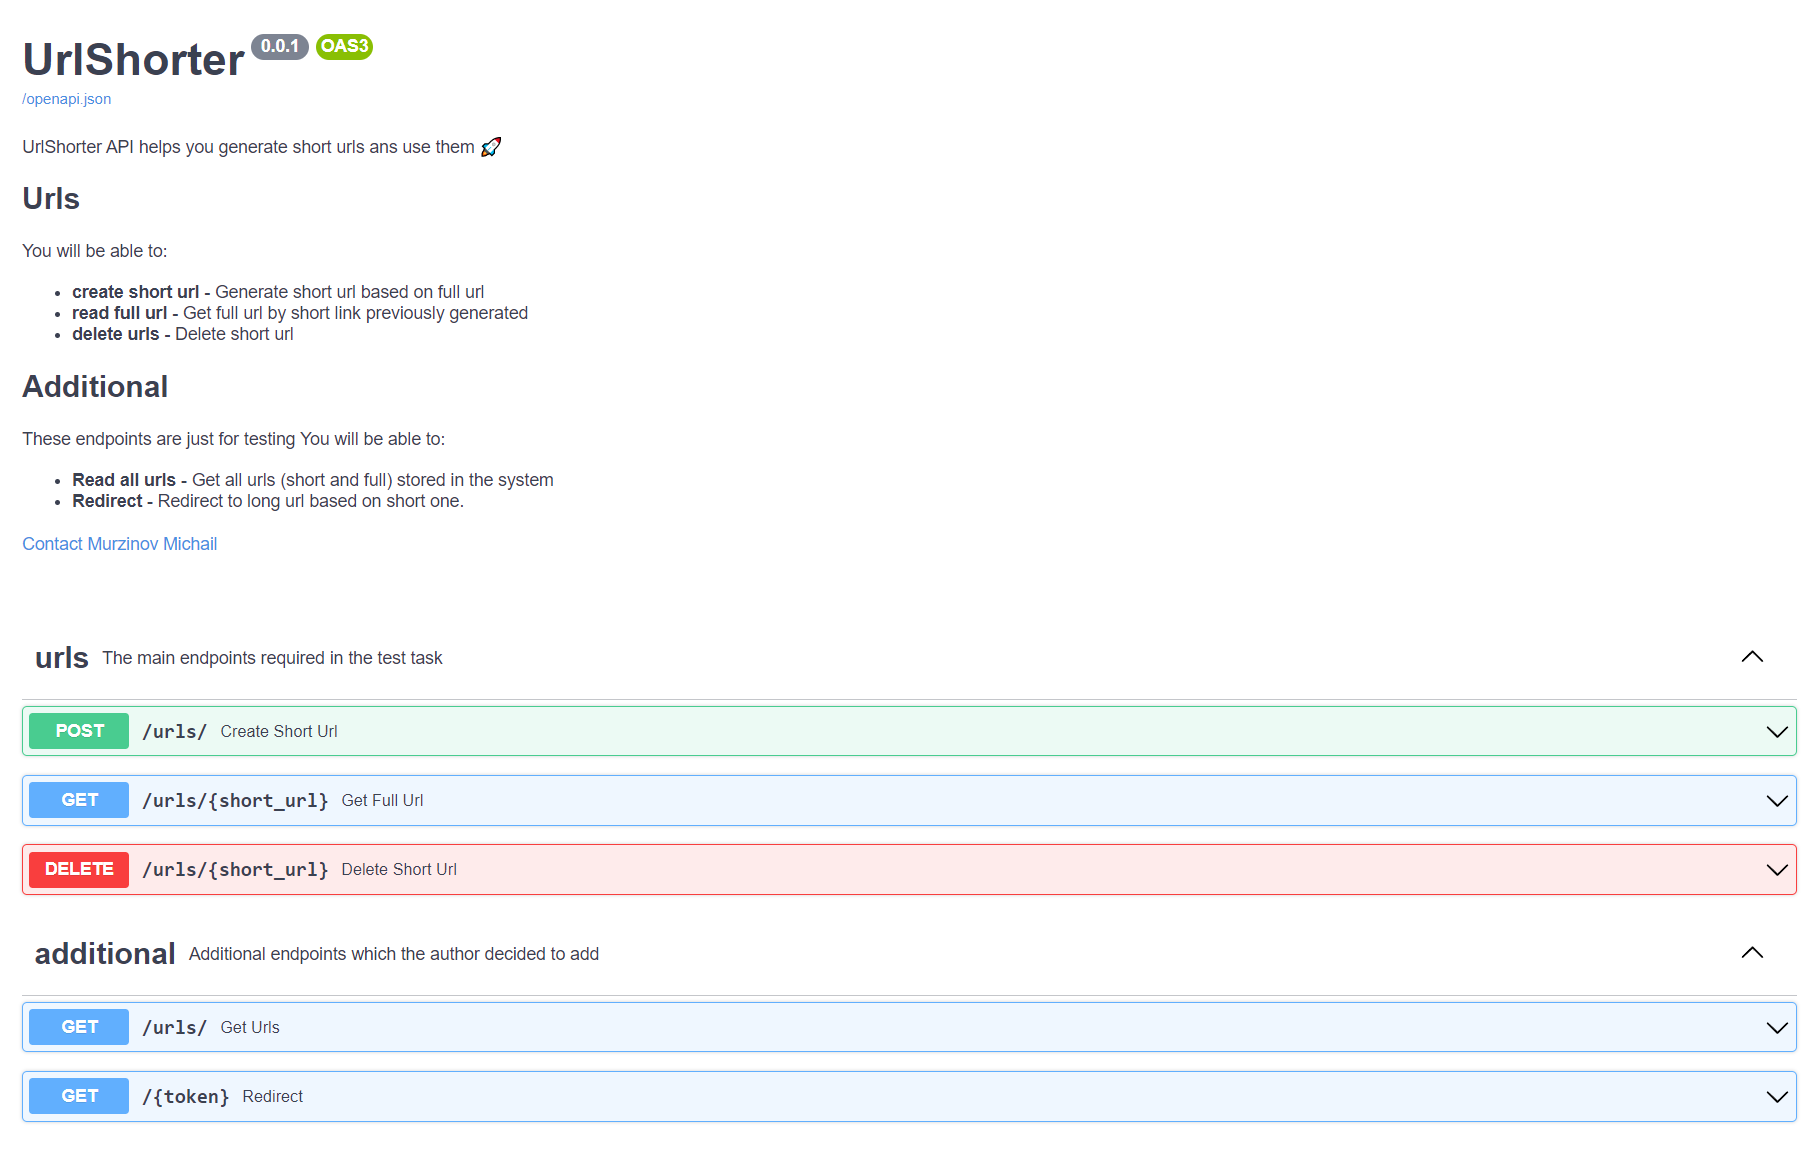 UrlShorter 0.0.1 OAS3
/openapi.json
UrlShorter API helps you generate short urls ans use them 🚀
Urls
You will be able to:
• create short url - Generate short url based on full url
• read full url - Get full url by short link previously generated
• delete urls - Delete short url
Additional
These endpoints are just for testing You will be able to:
• Read all urls - Get all urls (short and full) stored in the system
• Redirect - Redirect to long url based on short one.
Contact Murzinov Michail
urls The main endpoints required in the test task
POST /urls/ Create Short Url
GET /urls/{short_url} Get Full Url
DELETE /urls/{short_url} Delete Short Url
additional Additional endpoints which the author decided to add
GET /urls/ Get Urls
GET /{token} Redirect